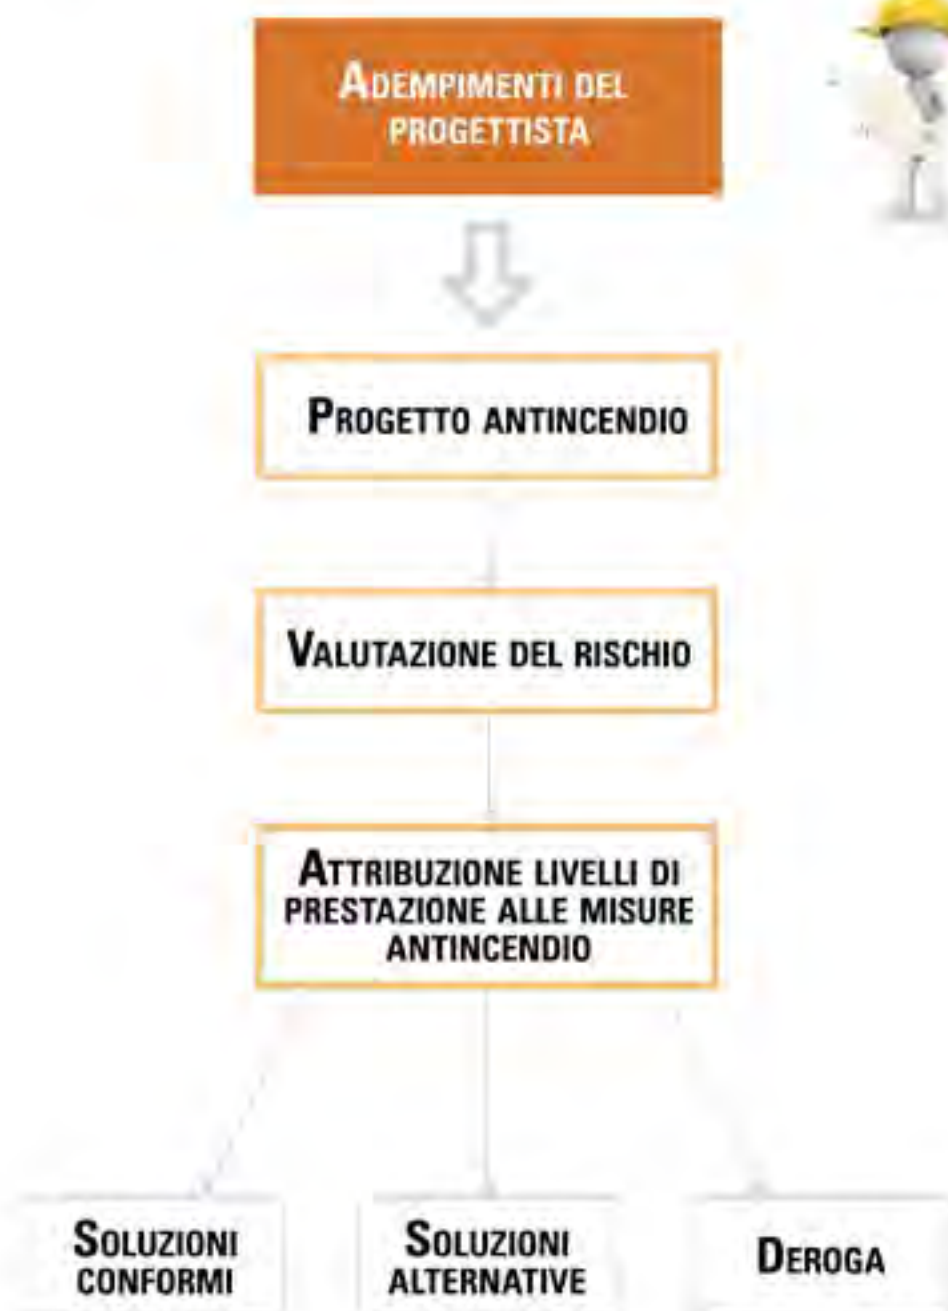 ADEMPIMENTI DEL
PROGETTISTA
PROGETTO ANTINCENDIO
VALUTAZIONE DEL RISCHIO
ATTRIBUZIONE LIVELLI DI
PRESTAZIONE ALLE MISURE
ANTINCENDIO
SOLUZIONI
CONFORMI
SOLUZIONI
ALTERNATIVE
DEROGA